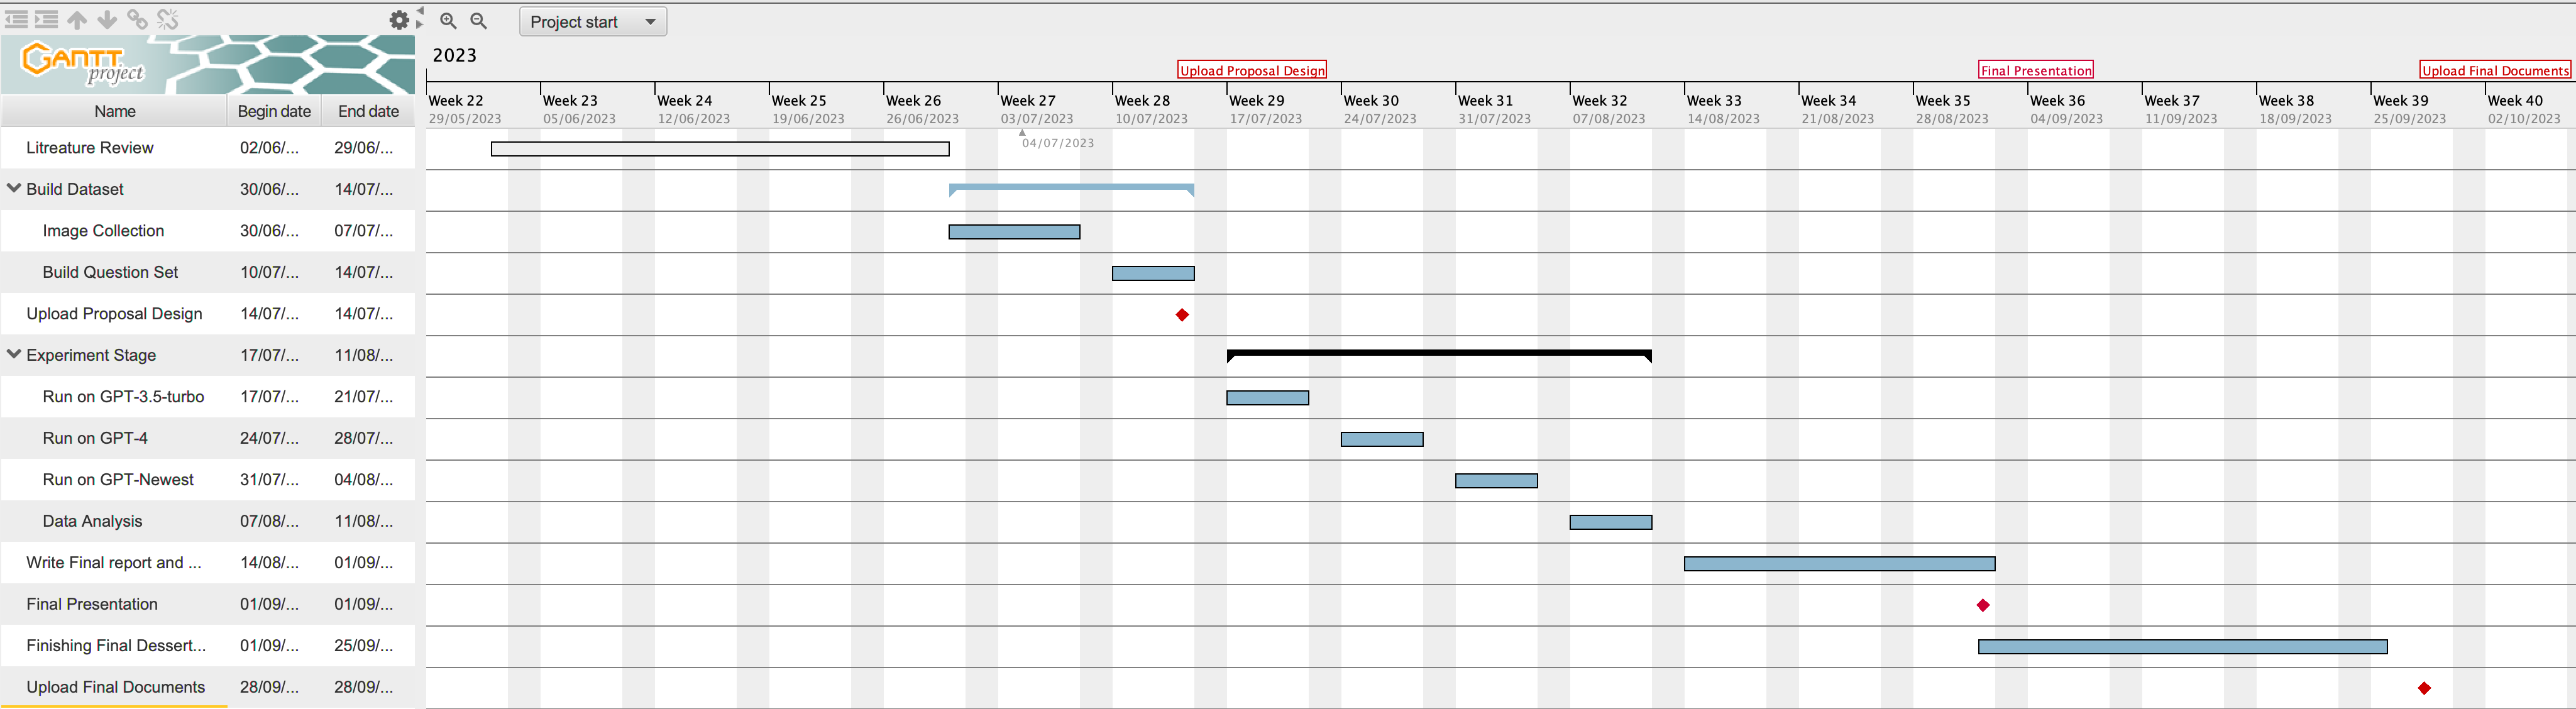 Project start
GANTT
project
2023
Upload Proposal Design
Final Presentation
Upload Final Documents
Name Begin date End date
Week 22 Week 23 Week 24 Week 25 Week 26 Week 27 Week 28 Week 29 Week 30 Week 31 Week 32 Week 33 Week 34 Week 35 Week 36 Week 37 Week 38 Week 39 Week 40
29/05/2023 05/06/2023 12/06/2023 19/06/2023 26/06/2023 03/07/2023 10/07/2023 17/07/2023 24/07/2023 31/07/2023 07/08/2023 14/08/2023 21/08/2023 28/08/2023 04/09/2023 11/09/2023 18/09/2023 25/09/2023 02/10/2023
04/07/2023
Litreature Review 02/06/... 29/06/...
Build Dataset 30/06/... 14/07/...
Image Collection 30/06/... 07/07/...
Build Question Set 10/07/... 14/07/...
Upload Proposal Design 14/07/... 14/07/...
Experiment Stage 17/07/... 11/08/...
Run on GPT-3.5-turbo 17/07/... 21/07/...
Run on GPT-4 24/07/... 28/07/...
Run on GPT-Newest 31/07/... 04/08/...
Data Analysis 07/08/... 11/08/...
Write Final report and ... 14/08/... 01/09/...
Final Presentation 01/09/... 01/09/...
Finishing Final Dessert... 01/09/... 25/09/...
Upload Final Documents 28/09/... 28/09/...